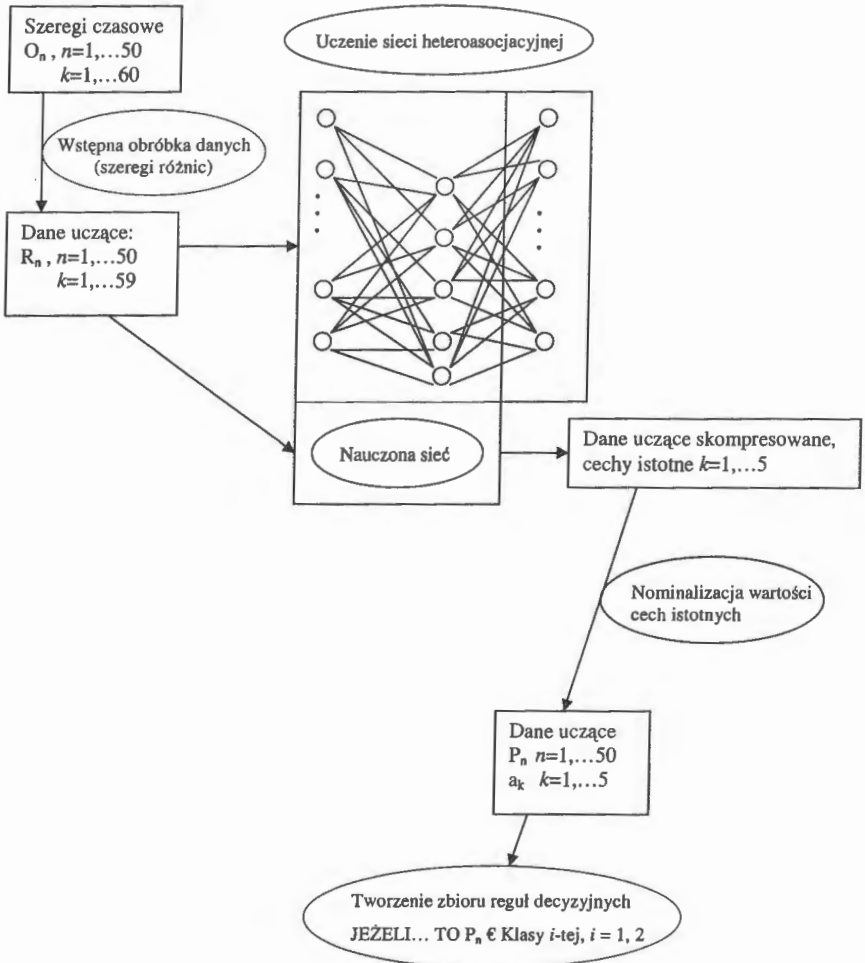 Szeregi czasowe
Oₙ , n=1,...50
k=1,...60
Uczenie sieci heteroasocjacyjnej
Wstępna obróbka danych
(szeregi różnic)
Dane uczące:
Rₙ , n=1,...50
k=1,...59
Nauczona sieć
Dane uczące skompresowane,
cechy istotne k=1,...5
Nominalizacja wartości
cech istotnych
Dane uczące
Pₙ n=1,...50
aₖ k=1,...5
Tworzenie zbioru reguł decyzyjnych
JEŻELI... TO Pₙ € Klasy i-tej, i = 1, 2